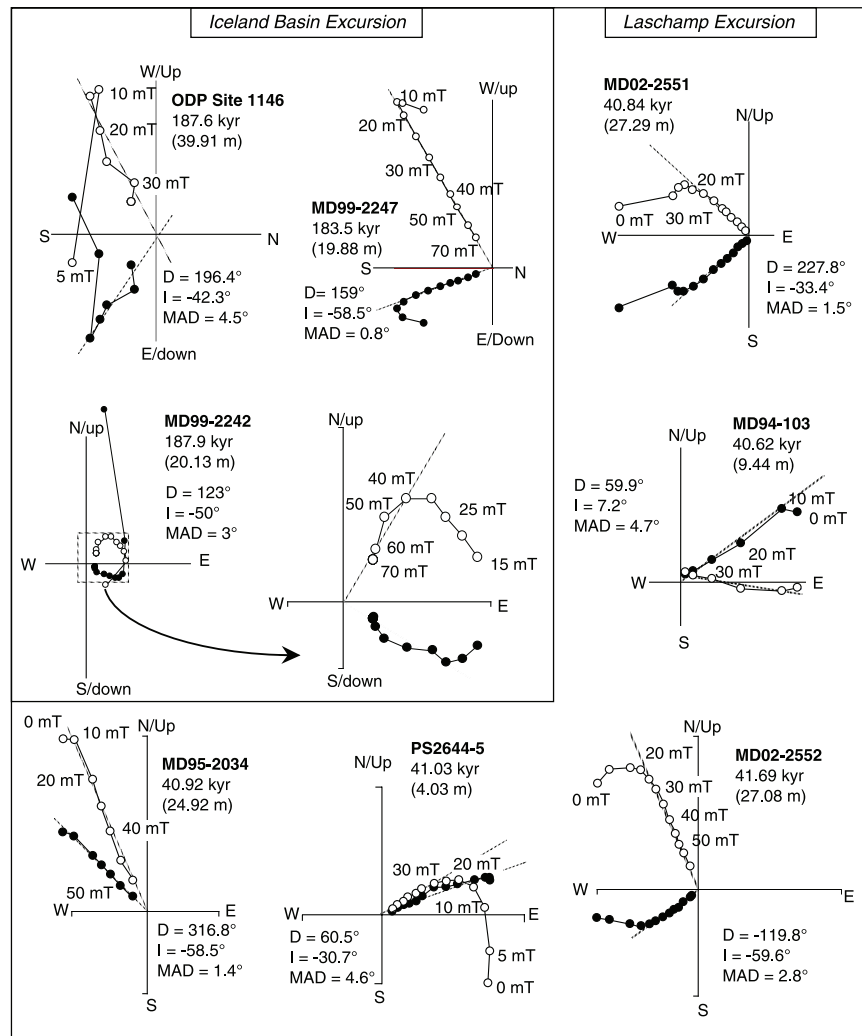 Iceland Basin Excursion
Laschamp Excursion
W/Up
10 mT
ODP Site 1146
187.6 kyr
(39.91 m)
20 mT
30 mT
S
N
5 mT
D = 196.4°
I = -42.3°
MAD = 4.5°
E/down
W/up
10 mT
20 mT
30 mT
40 mT
MD99-2247
183.5 kyr
(19.88 m)
50 mT
70 mT
S
N
D= 159°
I = -58.5°
MAD = 0.8°
E/Down
MD02-2551
40.84 kyr
(27.29 m)
N/Up
20 mT
0 mT
30 mT
W
E
D = 227.8°
I = -33.4°
MAD = 1.5°
S
MD99-2242
187.9 kyr
(20.13 m)
N/up
D = 123°
I = -50°
MAD = 3°
W
E
S/down
N/up
40 mT
50 mT
25 mT
60 mT
70 mT
15 mT
W
E
S/down
MD94-103
40.62 kyr
(9.44 m)
N/Up
D = 59.9°
I = 7.2°
MAD = 4.7°
10 mT
0 mT
20 mT
30 mT
W
E
S
0 mT
10 mT
N/Up
MD95-2034
40.92 kyr
(24.92 m)
20 mT
40 mT
50 mT
W
E
D = 316.8°
I = -58.5°
MAD = 1.4°
S
PS2644-5
41.03 kyr
(4.03 m)
N/Up
30 mT
20 mT
10 mT
W
E
D = 60.5°
I = -30.7°
MAD = 4.6°
5 mT
0 mT
S
N/Up
MD02-2552
41.69 kyr
(27.08 m)
20 mT
0 mT
30 mT
40 mT
50 mT
W
E
D = -119.8°
I = -59.6°
MAD = 2.8°
S